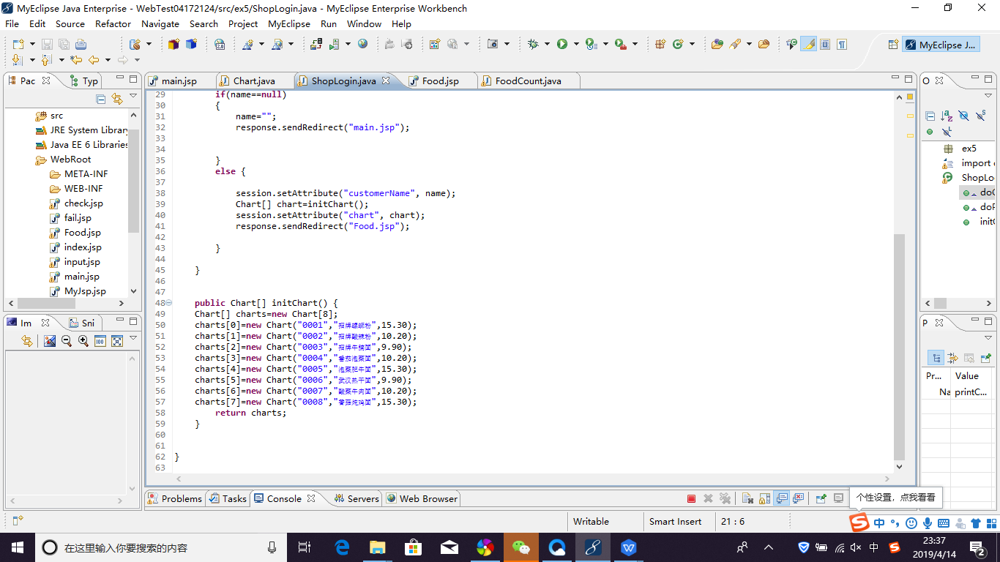 MyEclipse Java Enterprise - WebTest04172124/src/ex5/ShopLogin.java - MyEclipse Enterprise Workbench
File Edit Source Refactor Navigate Search Project MyEclipse Run Window Help
MyEclipse J...
Pac Typ
main.jsp Chart.java ShopLogin.java Food.jsp FoodCount.java
O
src
JRE System Library
Java EE 6 Libraries
WebRoot
META-INF
WEB-INF
check.jsp
fail.jsp
Food.jsp
index.jsp
input.jsp
main.jsp
MyJsp.jsp
Im Sni
29 if(name==null)
30 {
31 name="";
32 response.sendRedirect("main.jsp");
33
34
35 }
36 else {
37
38 session.setAttribute("customerName", name);
39 Chart[] chart=initChart();
40 session.setAttribute("chart", chart);
41 response.sendRedirect("Food.jsp");
42
43 }
44
45 }
46
47
48 public Chart[] initChart() {
49 Chart[] charts=new Chart[8];
50 charts[0]=new Chart("0001","招牌螺蛳粉",15.30);
51 charts[1]=new Chart("0002","招牌酸辣粉",10.20);
52 charts[2]=new Chart("0003","招牌牛腩面",9.90);
53 charts[3]=new Chart("0004","番茄泡菜面",10.20);
54 charts[4]=new Chart("0005","泡菜肥牛面",15.30);
55 charts[5]=new Chart("0006","武汉热干面",9.90);
56 charts[6]=new Chart("0007","酸菜牛肉面",10.20);
57 charts[7]=new Chart("0008","香菇炖鸡面",15.30);
58 return charts;
59 }
60
61
62 }
63
ex5
import
ShopLo
doG
doP
initC
P
Pr... Value
Na printC...
Problems Tasks Console Servers Web Browser
个性设置，点我看看
Writable Smart Insert 21 : 6
中
在这里输入你要搜索的内容
中
23:37
2019/4/14
2